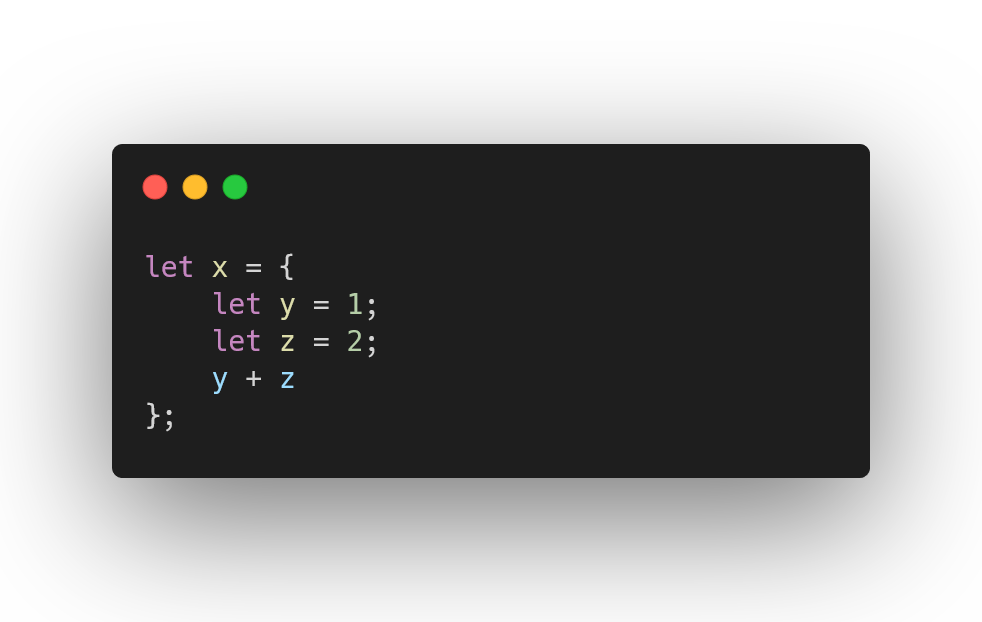 let x = {
    let y = 1;
    let z = 2;
    y + z
};